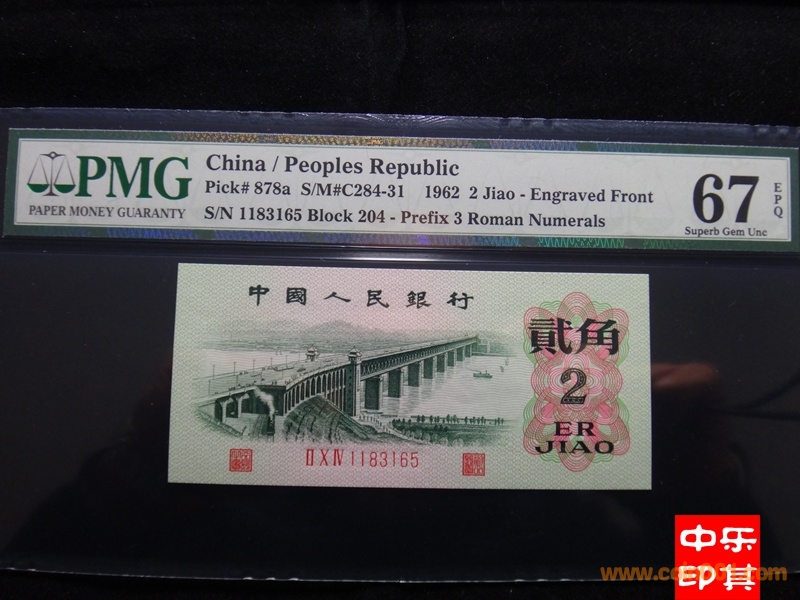 PMG
PAPER MONEY GUARANTY
China / Peoples Republic
Pick# 878a S/M#C284-31 1962 2 Jiao - Engraved Front
S/N 1183165 Block 204 - Prefix 3 Roman Numerals
67
EPQ
Superb Gem Unc
中國人民銀行
貳角
2
ER
JIAO
II X IV 1183165
中乐
印其